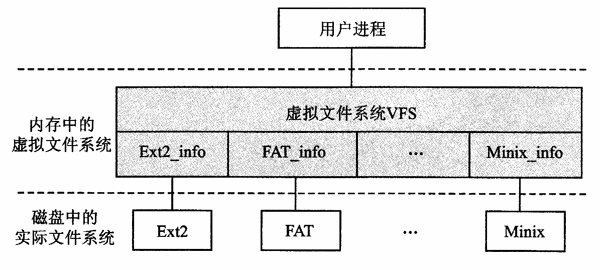 用户进程
内存中的
虚拟文件系统
虚拟文件系统VFS
Ext2_info
FAT_info
…
Minix_info
磁盘中的
实际文件系统
Ext2
FAT
…
Minix